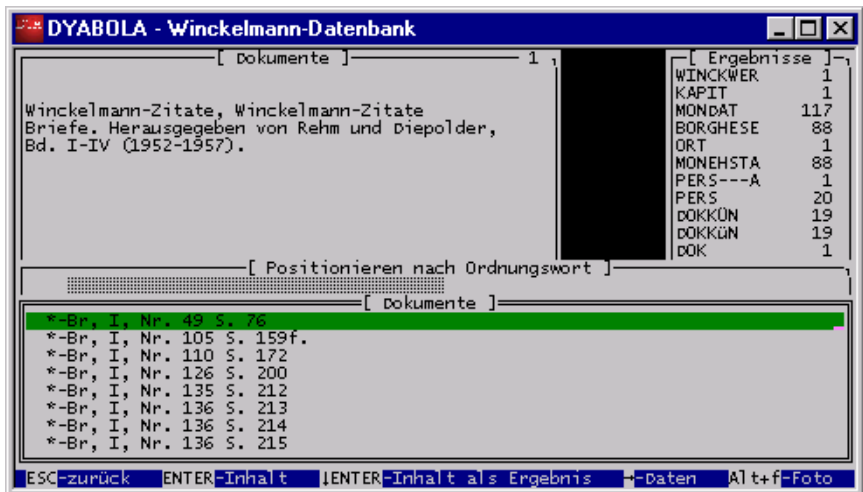 DYABOLA - Winckelmann-Datenbank
[ Dokumente ] 1
Winckelmann-Zitate, Winckelmann-Zitate
Briefe. Herausgegeben von Rehm und Diepolder,
Bd. I-IV (1952-1957).
[ Ergebnisse ]
WINCKWER 1
KAPIT 1
MONDAT 117
BORGHESE 88
ORT 1
MONEHSTA 88
PERS---A 1
PERS 20
DOKKÜN 19
DOKKüN 19
DOK 1
[ Positionieren nach Ordnungswort ]
[ Dokumente ]
*-Br, I, Nr. 49 S. 76
*-Br, I, Nr. 105 S. 159f.
*-Br, I, Nr. 110 S. 172
*-Br, I, Nr. 126 S. 200
*-Br, I, Nr. 135 S. 212
*-Br, I, Nr. 136 S. 213
*-Br, I, Nr. 136 S. 214
*-Br, I, Nr. 136 S. 215
ESC-zurück ENTER-Inhalt ↓ENTER-Inhalt als Ergebnis →-Daten Alt+f-Foto